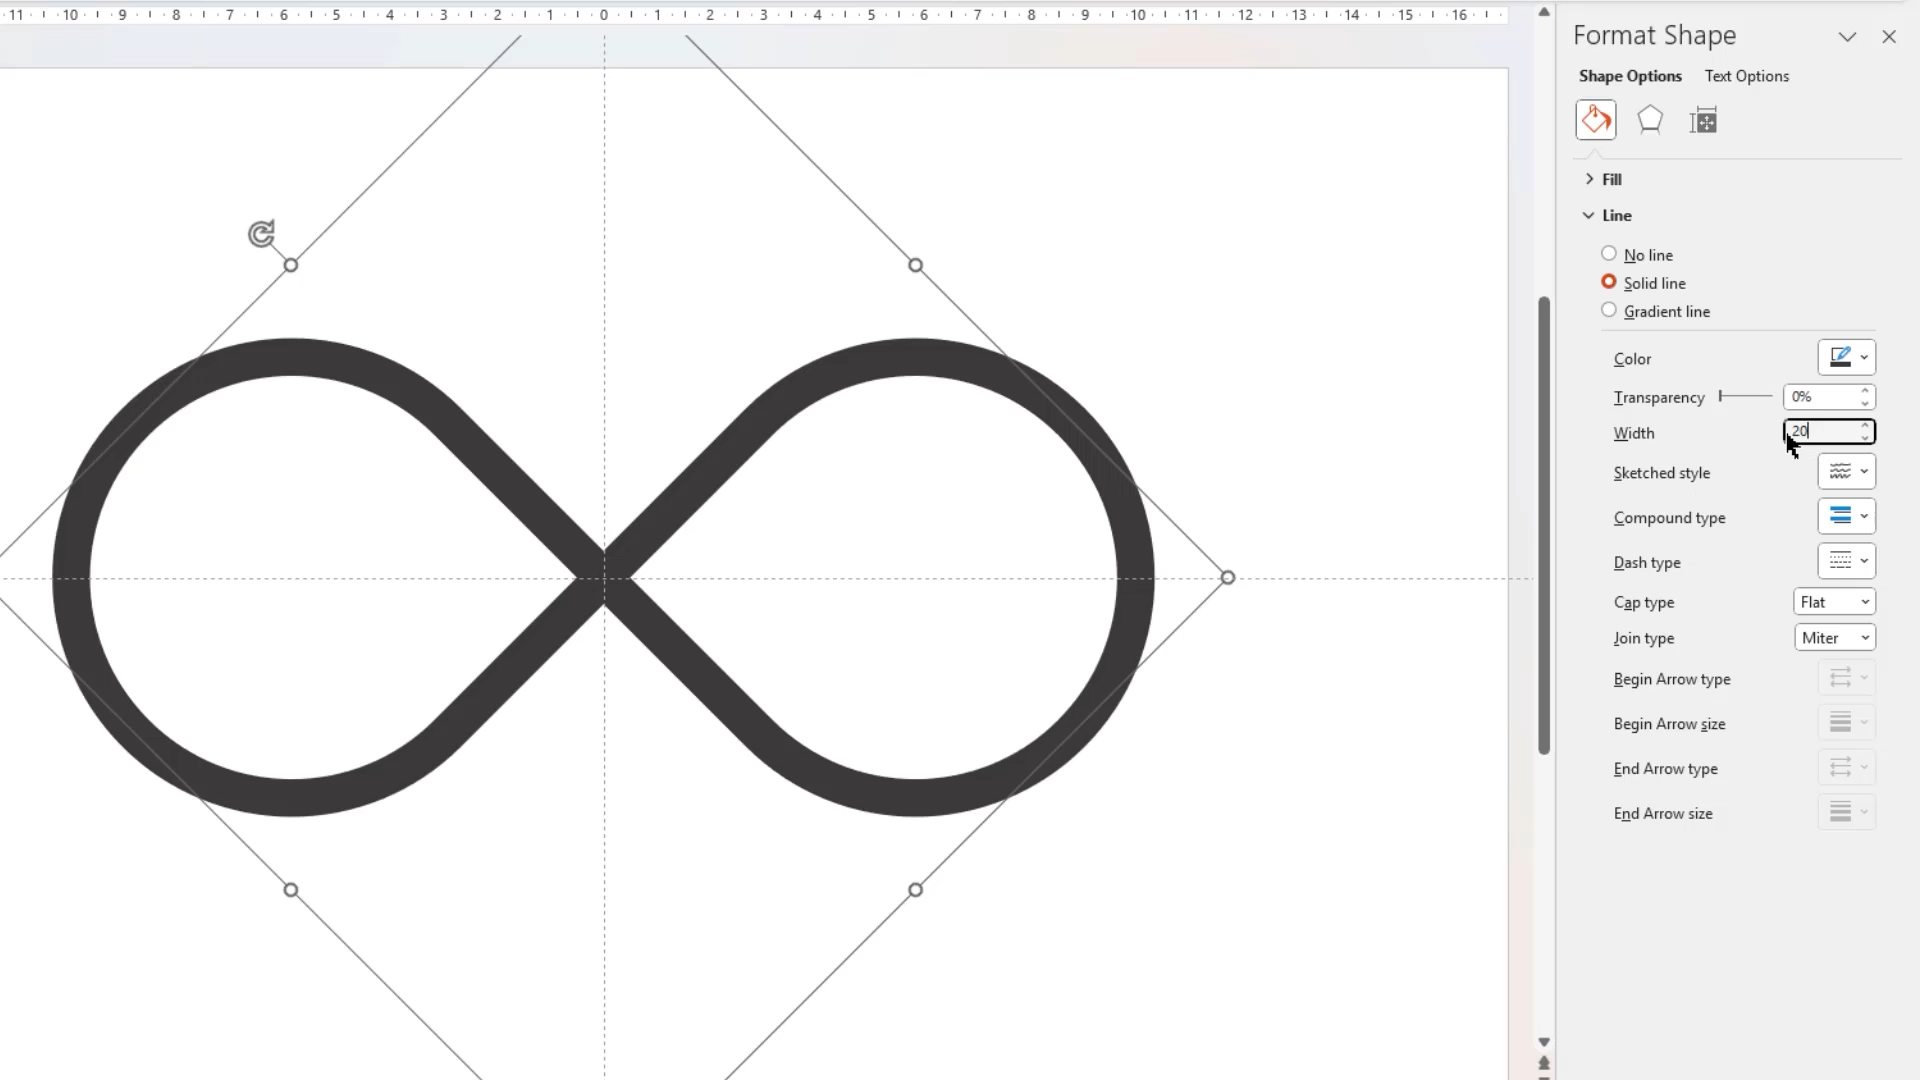 11 10 9 8 7 6 5 4 3 2 1 0 1 2 3 4 5 6 7 8 9 10 11 12 13 14 15 16
Format Shape
Shape Options Text Options
Fill
Line
No line
Solid line
Gradient line
Color
Transparency 0%
Width 20
Sketched style
Compound type
Dash type
Cap type Flat
Join type Miter
Begin Arrow type
Begin Arrow size
End Arrow type
End Arrow size